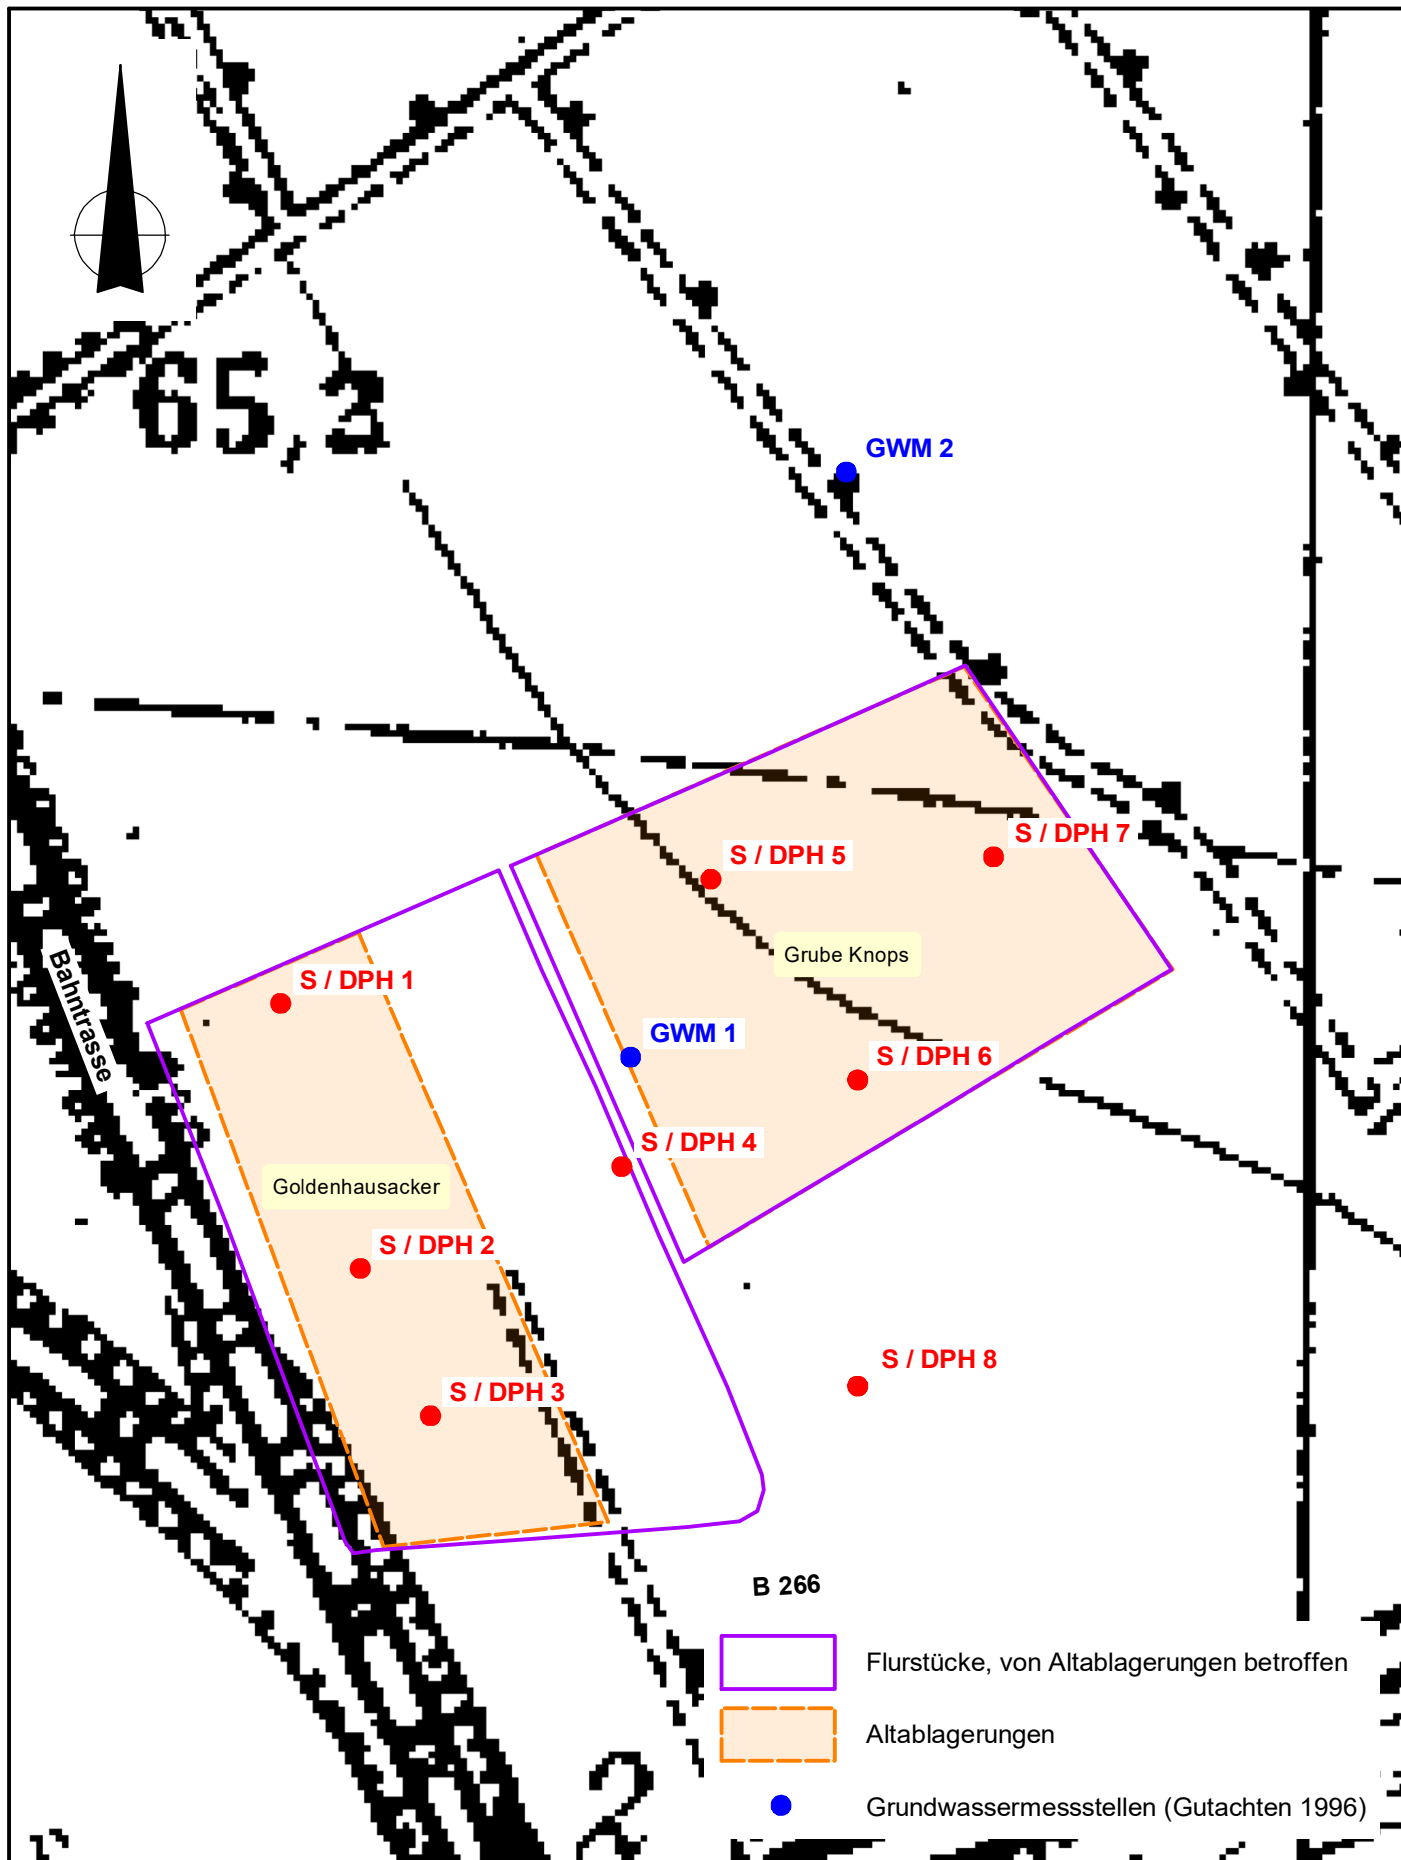 65,3
GWM 2
S / DPH 7
S / DPH 5
Grube Knops
Bahntrasse
S / DPH 1
GWM 1
S / DPH 6
S / DPH 4
Goldenhausacker
S / DPH 2
S / DPH 8
S / DPH 3
B 266
Flurstücke, von Altablagerungen betroffen
Altablagerungen
2
Grundwassermessstellen (Gutachten 1996)